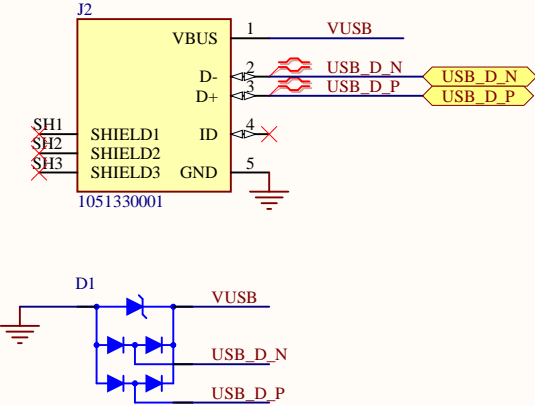 J2
VBUS 1 VUSB
D- 2 USB_D_N USB_D_N
D+ 3 USB_D_P USB_D_P
SH1 SHIELD1 ID 4
SH2 SHIELD2
SH3 SHIELD3 GND 5
1051330001
D1
VUSB
USB_D_N
USB_D_P